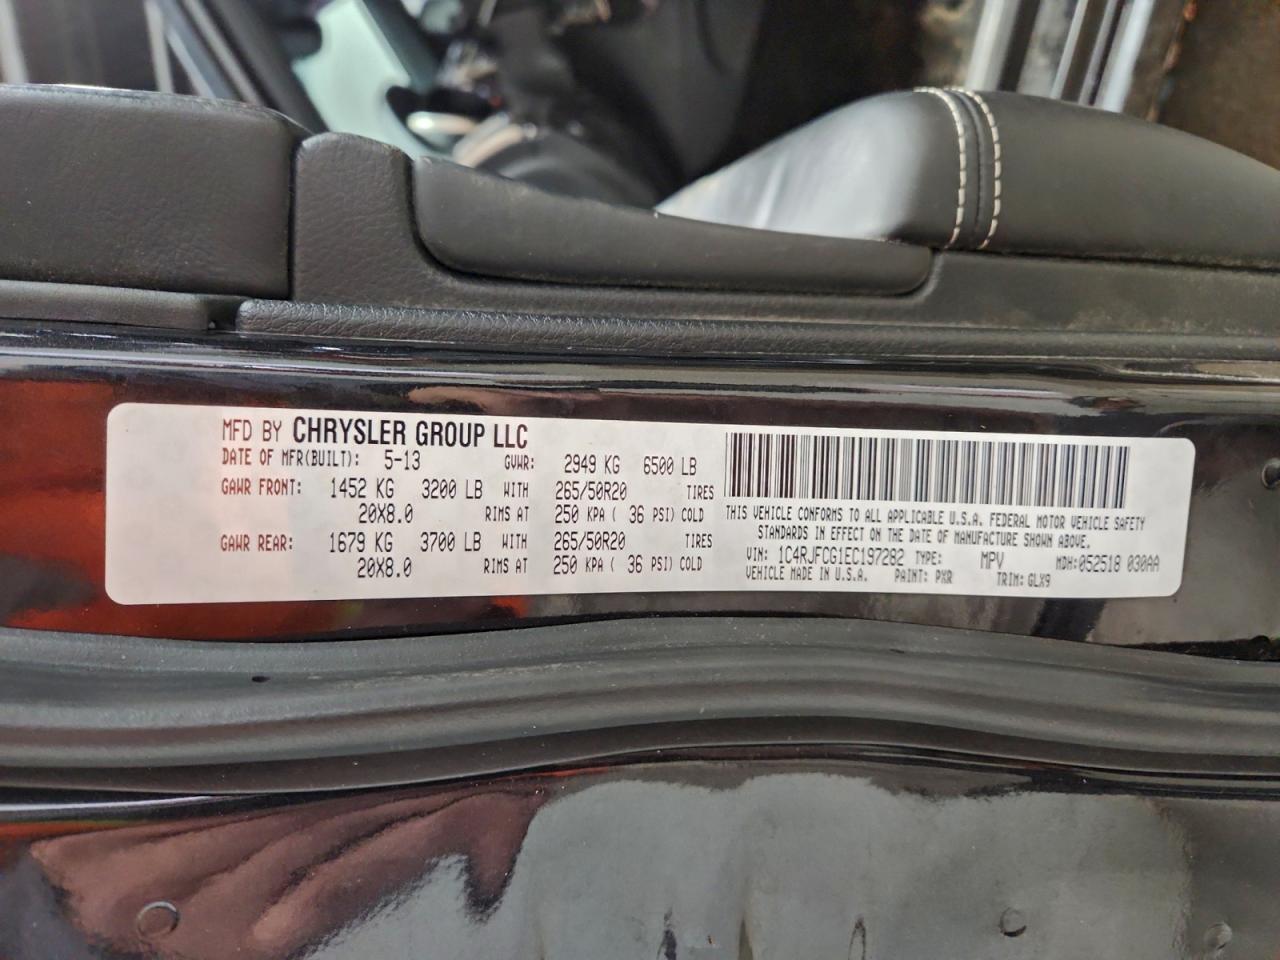 MFD BY CHRYSLER GROUP LLC
DATE OF MFR(BUILT): 5-13 GVWR: 2949 KG 6500 LB
GAWR FRONT: 1452 KG 3200 LB WITH 265/50R20 TIRES
20X8.0 RIMS AT 250 KPA ( 36 PSI) COLD
GAWR REAR: 1679 KG 3700 LB WITH 265/50R20 TIRES
20X8.0 RIMS AT 250 KPA ( 36 PSI) COLD
THIS VEHICLE CONFORMS TO ALL APPLICABLE U.S.A. FEDERAL MOTOR VEHICLE SAFETY
STANDARDS IN EFFECT ON THE DATE OF MANUFACTURE SHOWN ABOVE.
VIN: 1C4RJFCG1EC197282 TYPE: MPV MDH:052518 030AA
VEHICLE MADE IN U.S.A. PAINT: PXR TRIM: GLX9